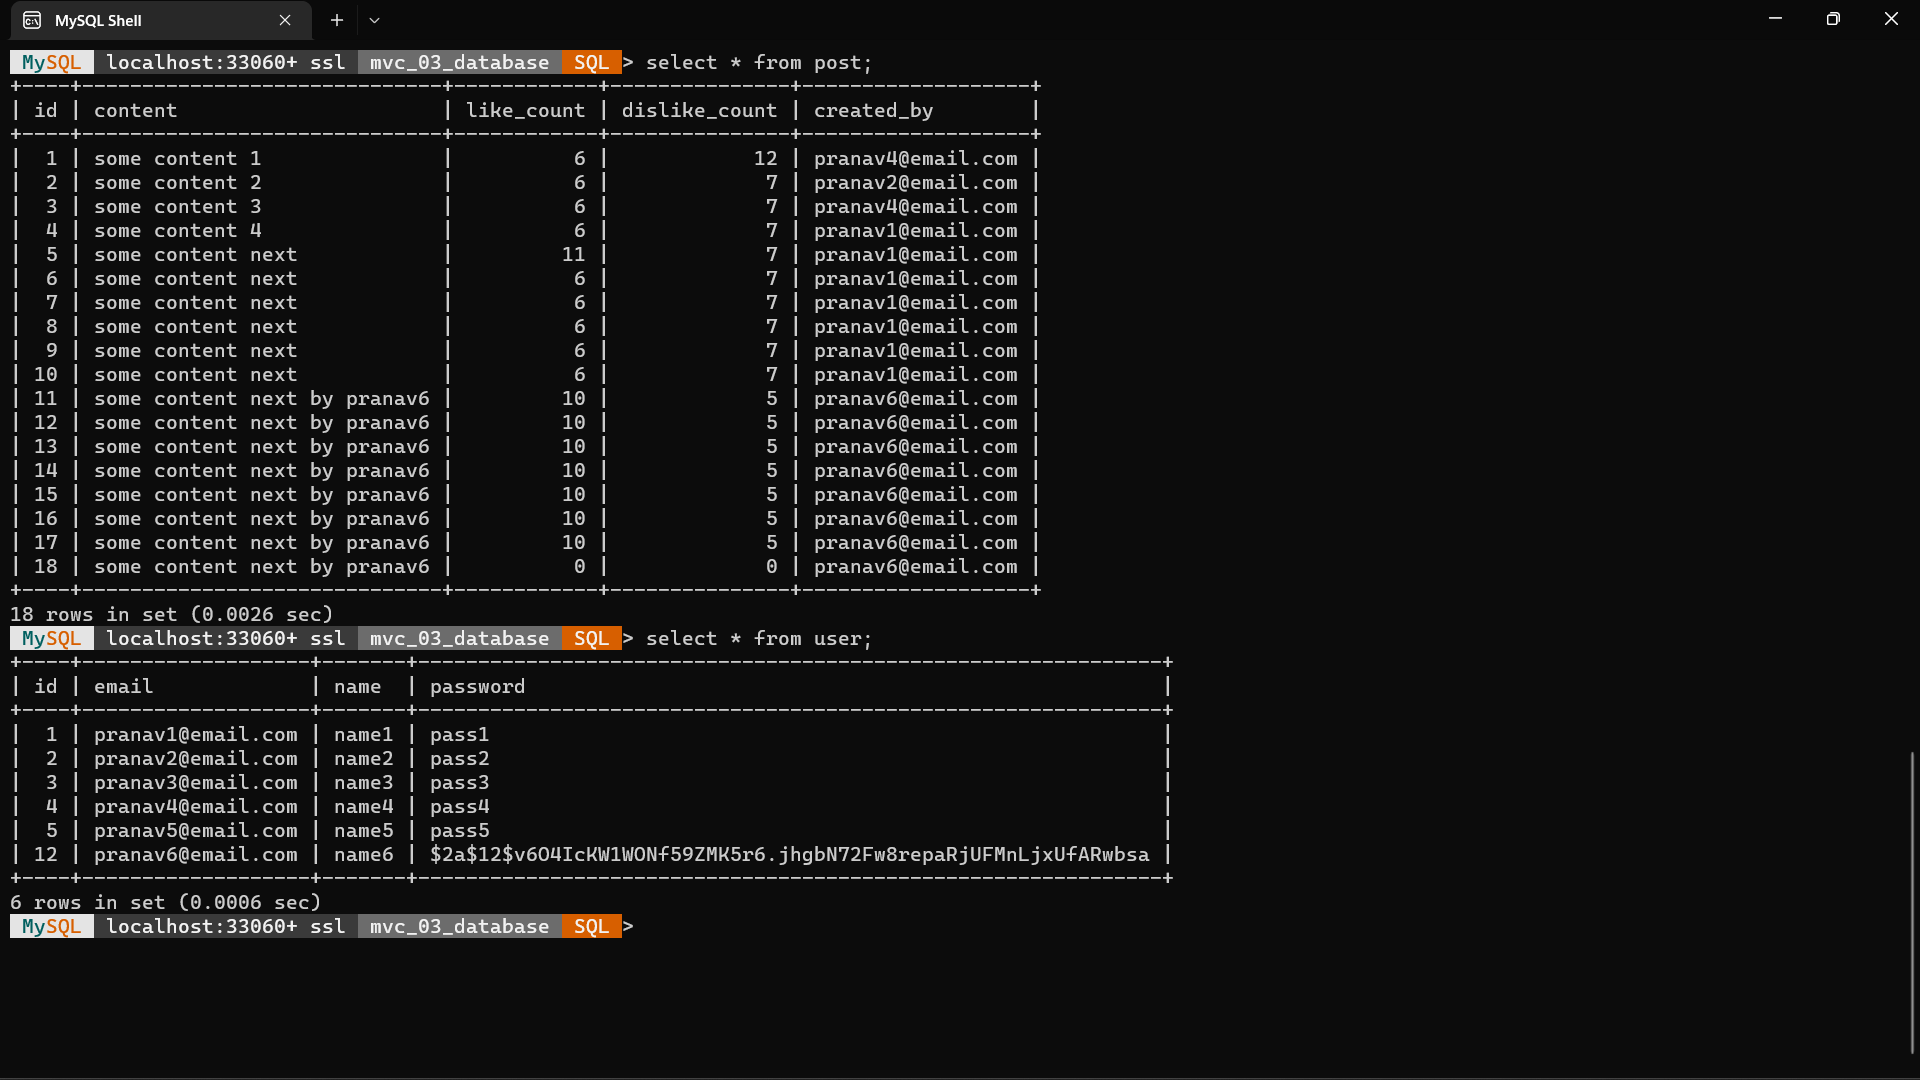 MySQL Shell
MySQL localhost:33060+ ssl mvc_03_database SQL > select * from post;
+----+------------------------------+------------+---------------+-------------------+
| id | content                      | like_count | dislike_count | created_by        |
+----+------------------------------+------------+---------------+-------------------+
|  1 | some content 1               |          6 |            12 | pranav4@email.com |
|  2 | some content 2               |          6 |             7 | pranav2@email.com |
|  3 | some content 3               |          6 |             7 | pranav4@email.com |
|  4 | some content 4               |          6 |             7 | pranav1@email.com |
|  5 | some content next            |         11 |             7 | pranav1@email.com |
|  6 | some content next            |          6 |             7 | pranav1@email.com |
|  7 | some content next            |          6 |             7 | pranav1@email.com |
|  8 | some content next            |          6 |             7 | pranav1@email.com |
|  9 | some content next            |          6 |             7 | pranav1@email.com |
| 10 | some content next            |          6 |             7 | pranav1@email.com |
| 11 | some content next by pranav6 |         10 |             5 | pranav6@email.com |
| 12 | some content next by pranav6 |         10 |             5 | pranav6@email.com |
| 13 | some content next by pranav6 |         10 |             5 | pranav6@email.com |
| 14 | some content next by pranav6 |         10 |             5 | pranav6@email.com |
| 15 | some content next by pranav6 |         10 |             5 | pranav6@email.com |
| 16 | some content next by pranav6 |         10 |             5 | pranav6@email.com |
| 17 | some content next by pranav6 |         10 |             5 | pranav6@email.com |
| 18 | some content next by pranav6 |          0 |             0 | pranav6@email.com |
+----+------------------------------+------------+---------------+-------------------+
18 rows in set (0.0026 sec)
MySQL localhost:33060+ ssl mvc_03_database SQL > select * from user;
+----+-------------------+-------+--------------------------------------------------------------+
| id | email             | name  | password                                                     |
+----+-------------------+-------+--------------------------------------------------------------+
|  1 | pranav1@email.com | name1 | pass1                                                        |
|  2 | pranav2@email.com | name2 | pass2                                                        |
|  3 | pranav3@email.com | name3 | pass3                                                        |
|  4 | pranav4@email.com | name4 | pass4                                                        |
|  5 | pranav5@email.com | name5 | pass5                                                        |
| 12 | pranav6@email.com | name6 | $2a$12$v6O4IcKW1WONf59ZMK5r6.jhgbN72Fw8repaRjUFMnLjxUfARwbsa |
+----+-------------------+-------+--------------------------------------------------------------+
6 rows in set (0.0006 sec)
MySQL localhost:33060+ ssl mvc_03_database SQL >